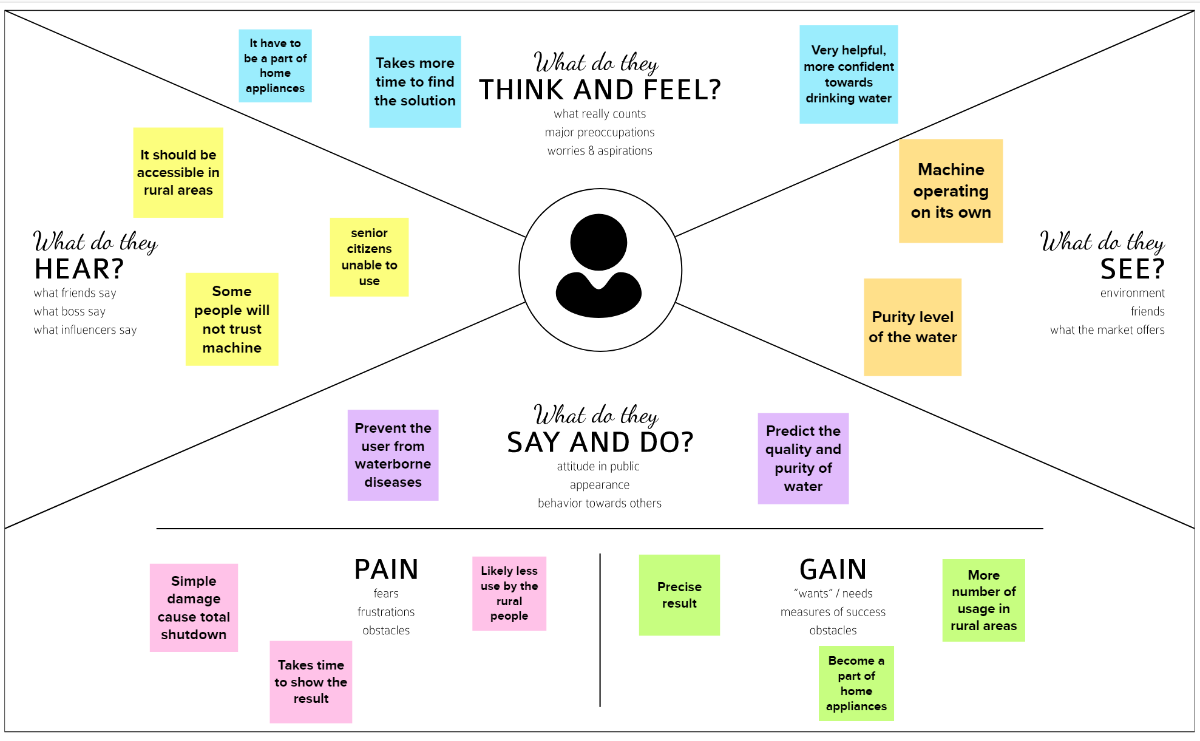 It have to
be a part of
home
appliances
Takes more
time to find
the solution
What do they
THINK AND FEEL?
what really counts
major preoccupations
worries & aspirations
Very helpful,
more confident
towards
drinking water
It should be
accessible in
rural areas
senior
citizens
unable to
use
What do they
HEAR?
what friends say
what boss say
what influencers say
Some
people will
not trust
machine
Machine
operating
on its own
What do they
SEE?
environment
friends
what the market offers
Purity level
of the water
Prevent the
user from
waterborne
diseases
What do they
SAY AND DO?
attitude in public
appearance
behavior towards others
Predict the
quality and
purity of
water
Simple
damage
cause total
shutdown
PAIN
fears
frustrations
obstacles
Likely less
use by the
rural
people
Takes time
to show the
result
Precise
result
GAIN
"wants" / needs
measures of success
obstacles
More
number of
usage in
rural areas
Become a
part of
home
appliances